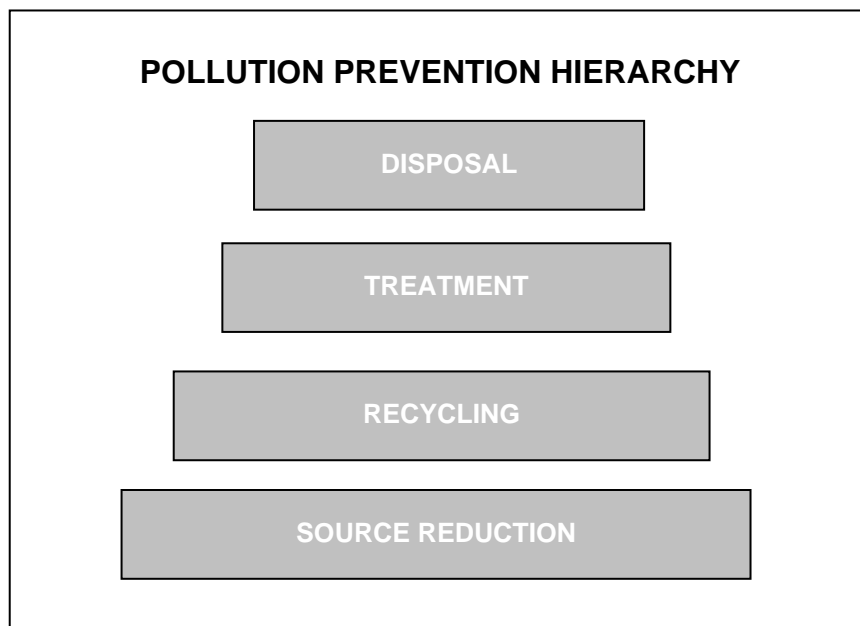 POLLUTION PREVENTION HIERARCHY
DISPOSAL
TREATMENT
RECYCLING
SOURCE REDUCTION